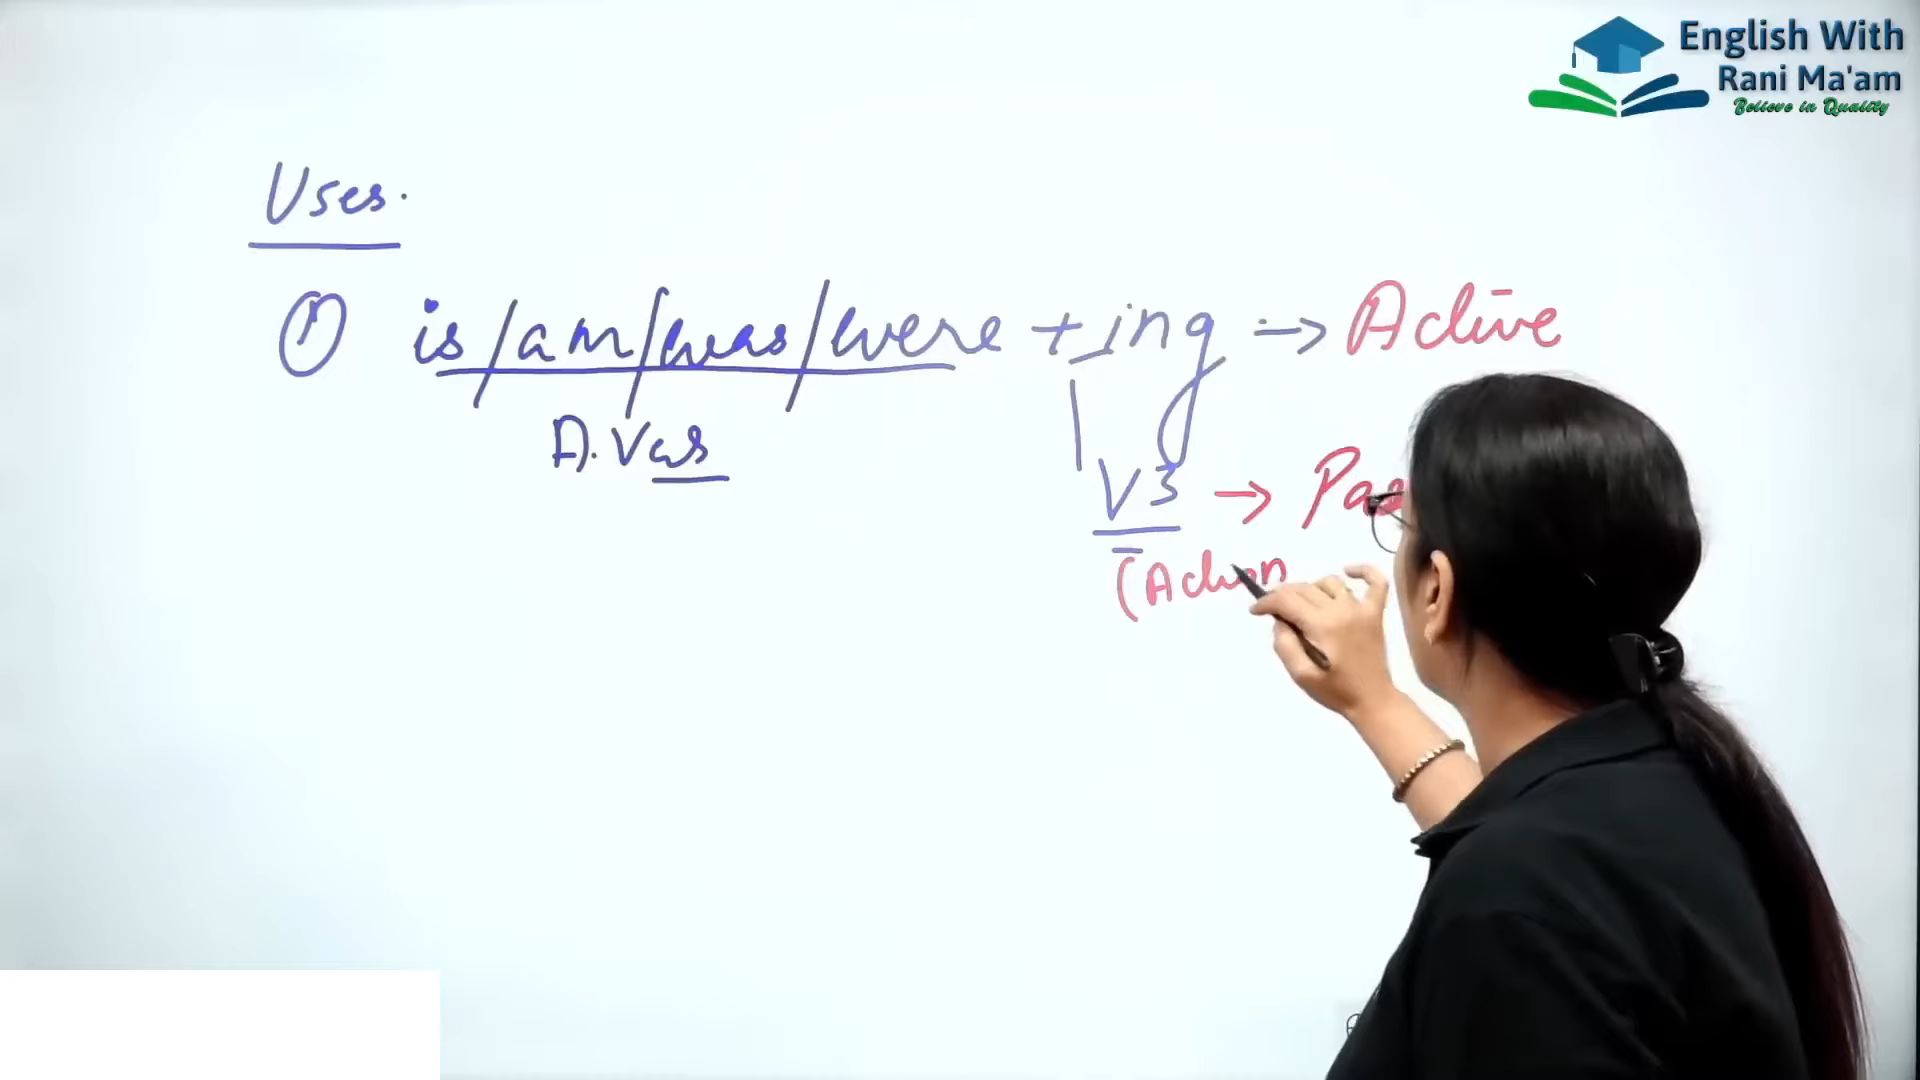 English With
Rani Ma'am
Believe in Quality
Uses.
① is/am/was/were + ing → Active
A. Vas
V3 → Pas
(Action